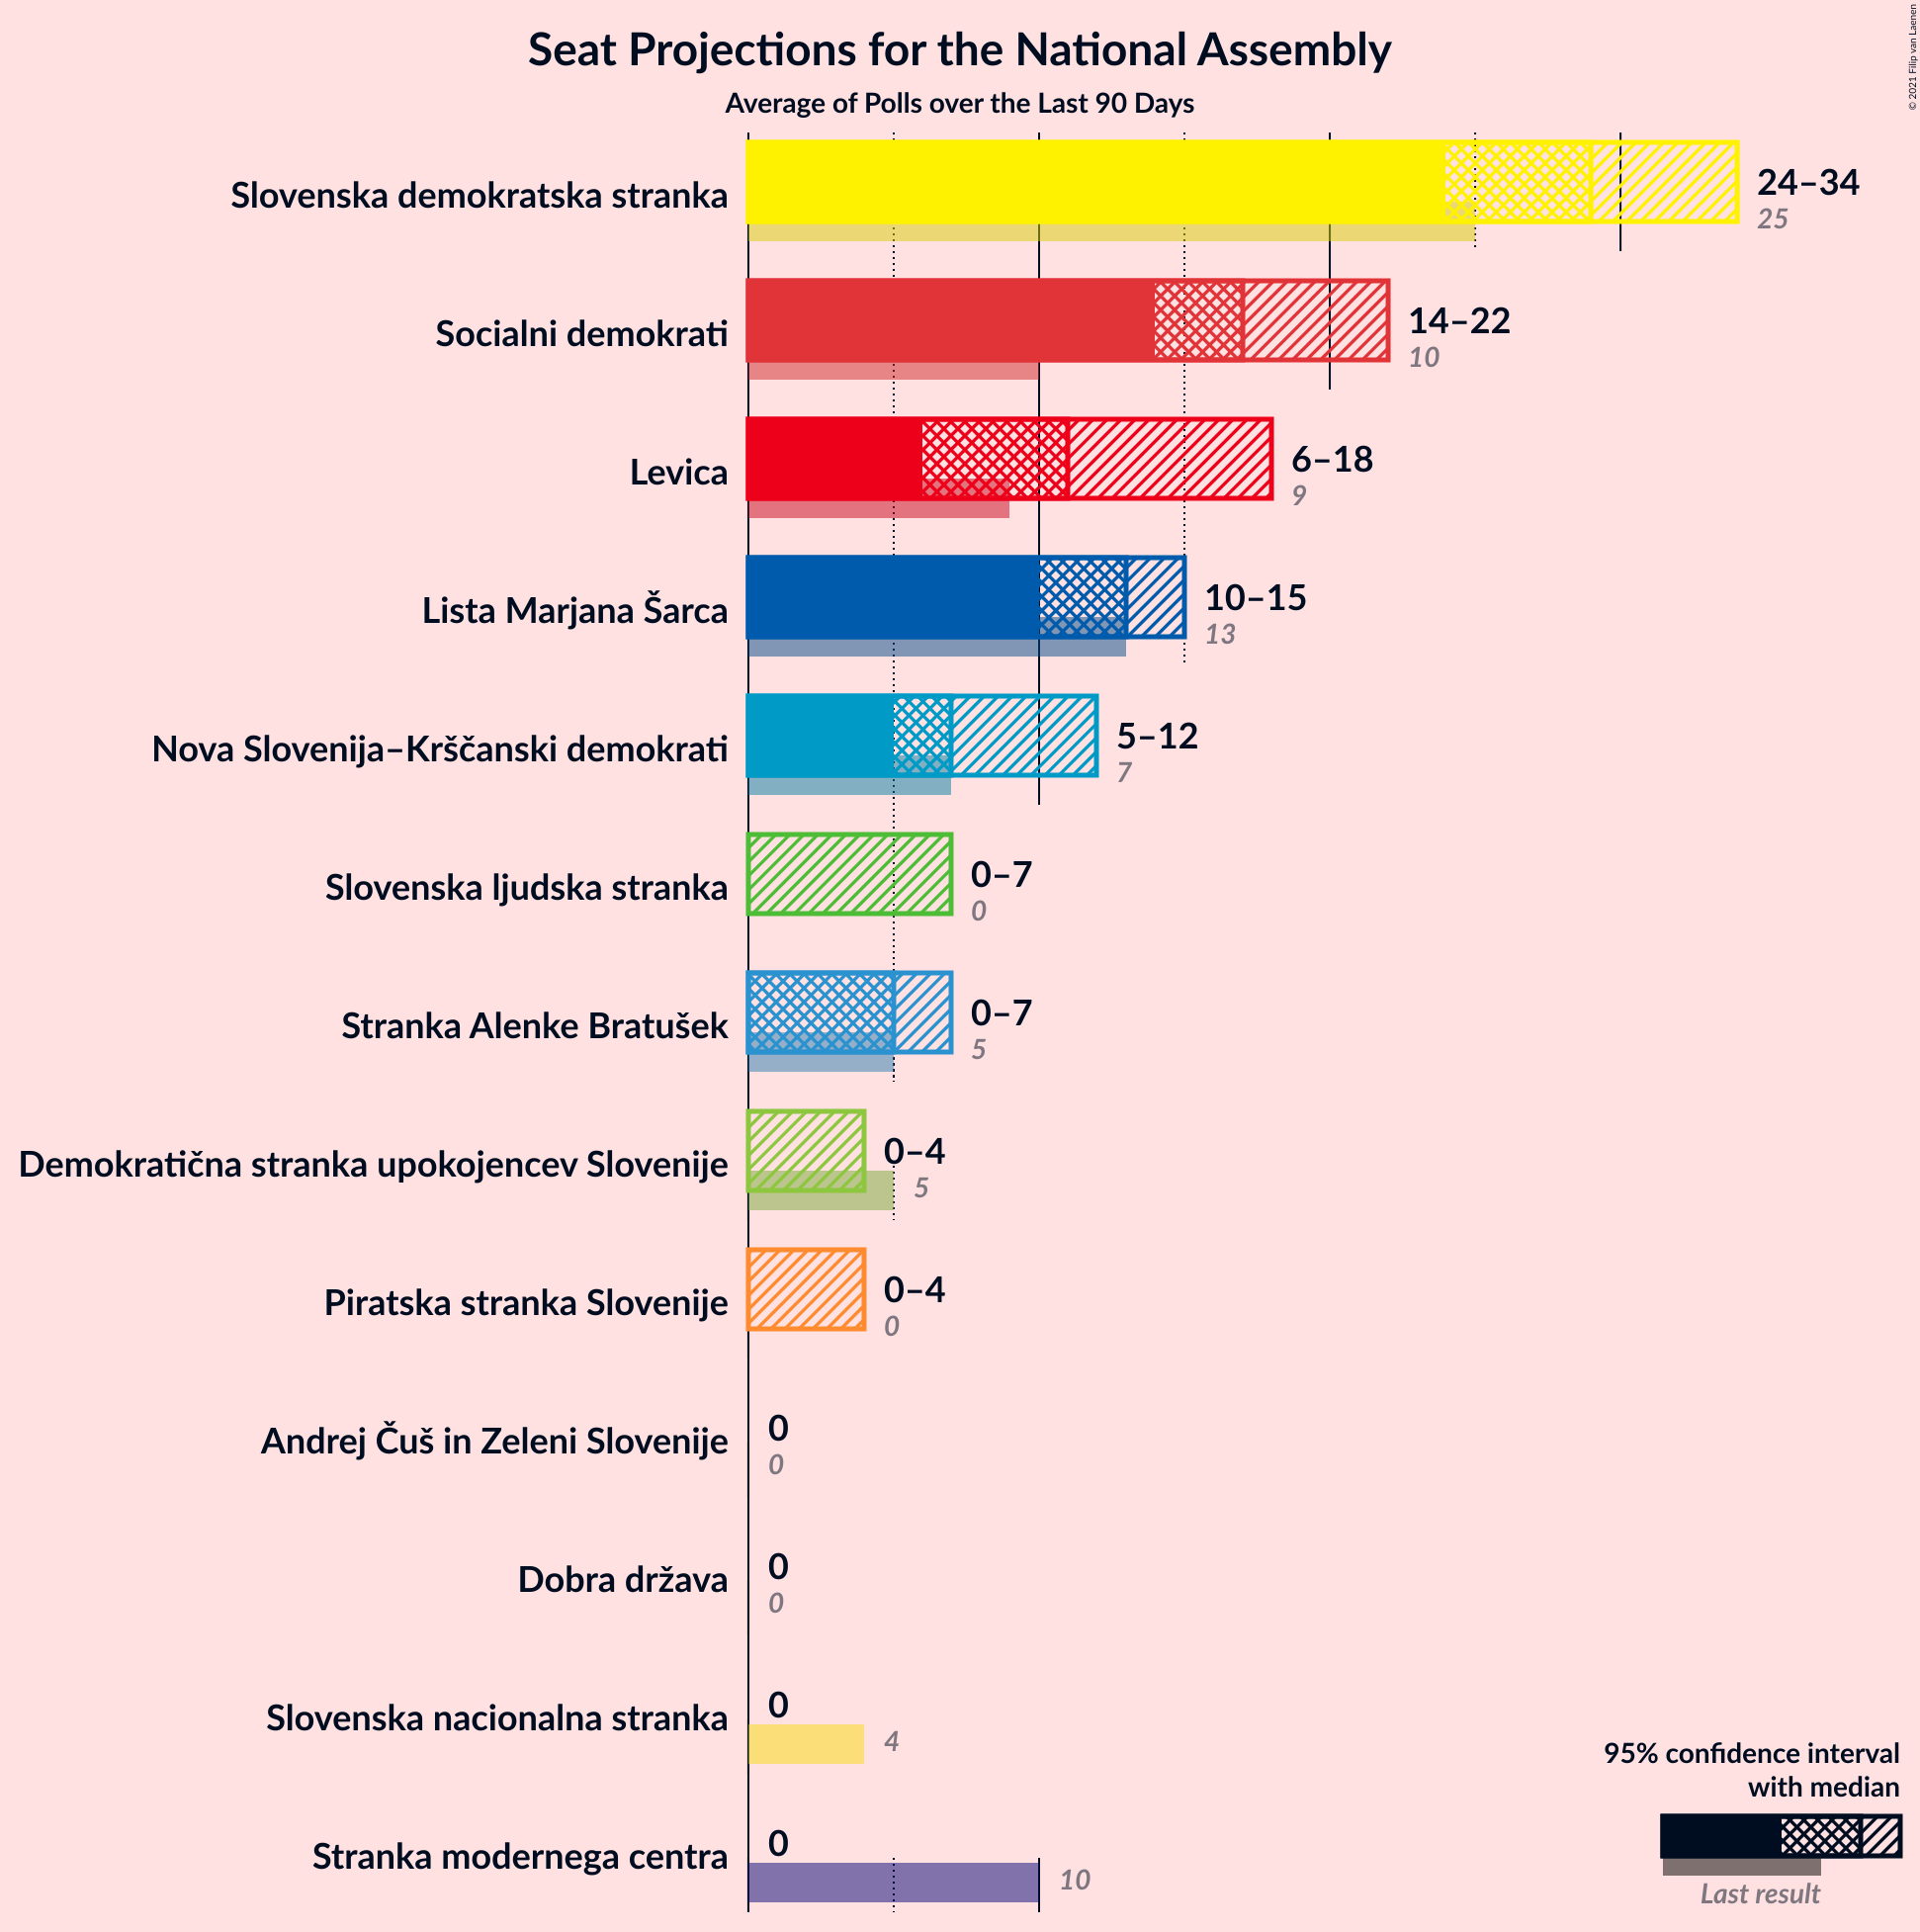 Seat Projections for the National Assembly
Average of Polls over the Last 90 Days
© 2021 Filip van Laenen
Slovenska demokratska stranka
24–34
25
Socialni demokrati
14–22
10
Levica
6–18
9
Lista Marjana Šarca
10–15
13
Nova Slovenija–Krščanski demokrati
5–12
7
Slovenska ljudska stranka
0–7
0
Stranka Alenke Bratušek
0–7
5
Demokratična stranka upokojencev Slovenije
0–4
5
Piratska stranka Slovenije
0–4
0
Andrej Čuš in Zeleni Slovenije
0
0
Dobra država
0
0
Slovenska nacionalna stranka
0
4
Stranka modernega centra
0
10
95% confidence interval
with median
Last result